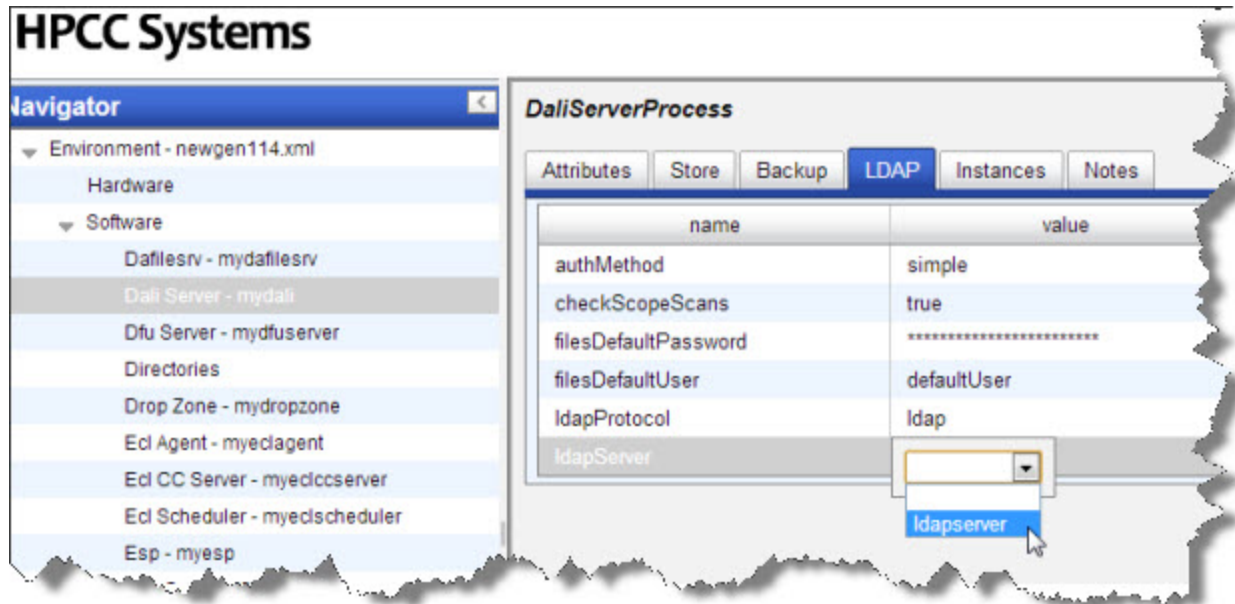 HPCC Systems
Navigator
Environment - newgen114.xml
Hardware
Software
Dafilesrv - mydafilesrv
Dali Server - mydali
Dfu Server - mydfuserver
Directories
Drop Zone - mydropzone
Ecl Agent - myeclagent
Ecl CC Server - myeclccserver
Ecl Scheduler - myeclscheduler
Esp - myesp
DaliServerProcess
Attributes Store Backup LDAP Instances Notes
name value
authMethod simple
checkScopeScans true
filesDefaultPassword ************************
filesDefaultUser defaultUser
ldapProtocol ldap
ldapServer
ldapserver